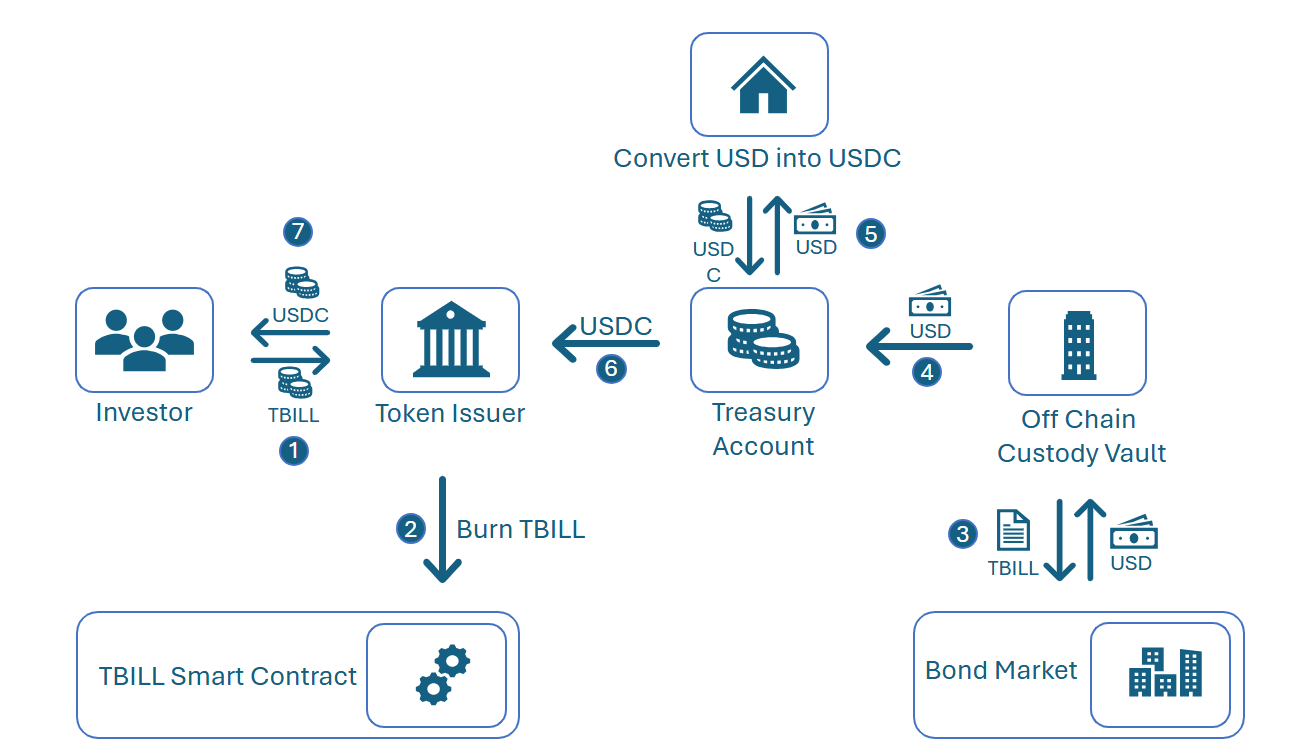 Convert USD into USDC
7
USD
C
USD
5
USDC
USDC
6
USD
4
TBILL
1
Investor
Token Issuer
Treasury
Account
Off Chain
Custody Vault
2
Burn TBILL
3
TBILL
USD
TBILL Smart Contract
Bond Market